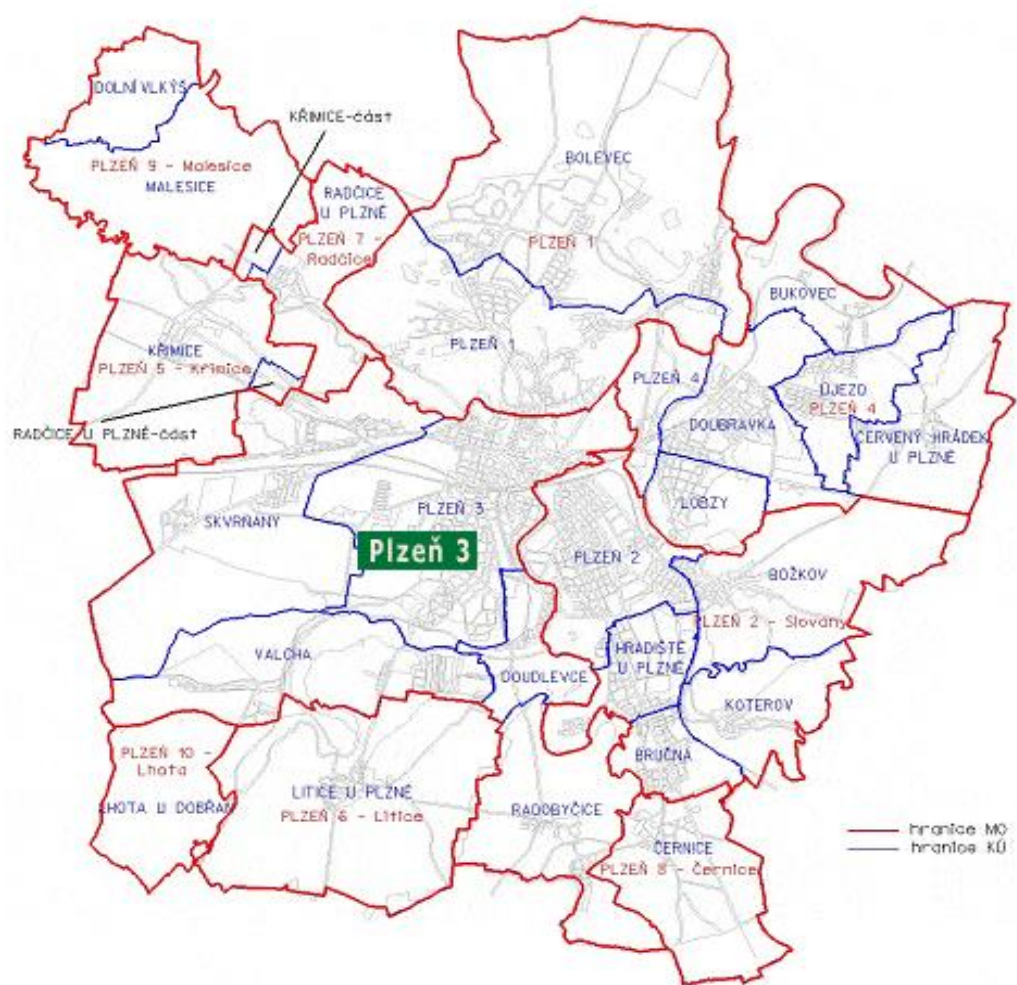 DOLNÍ VLKÝŠ
KŘIMICE-část
PLZEŇ 9 - Malesice
MALESICE
BOLEVEC
RADČICE
U PLZNĚ
PLZEŇ 7 -
Radčice
PLZEŇ 1
BUKOVEC
KŘIMICE
PLZEŇ 5 - Křimice
PLZEŇ 1
PLZEŇ 4
ÚJEZD
PLZEŇ 4
DOUBRAVKA
ČERVENÝ HRÁDEK
U PLZNĚ
RADČICE U PLZNĚ-část
LOBZY
SKVRŇANY
PLZEŇ 3
Plzeň 3
PLZEŇ 2
BOŽKOV
PLZEŇ 2 - Slovany
HRADIŠTĚ
U PLZNĚ
VALCHA
DOUDLEVCE
KOTEROV
BRUČNÁ
PLZEŇ 10 -
Lhota
LHOTA U DOBŘAN
LITICE U PLZNĚ
PLZEŇ 6 - Litice
RADOBYČICE
ČERNICE
PLZEŇ 8 - Černice
hranice MO
hranice KÚ